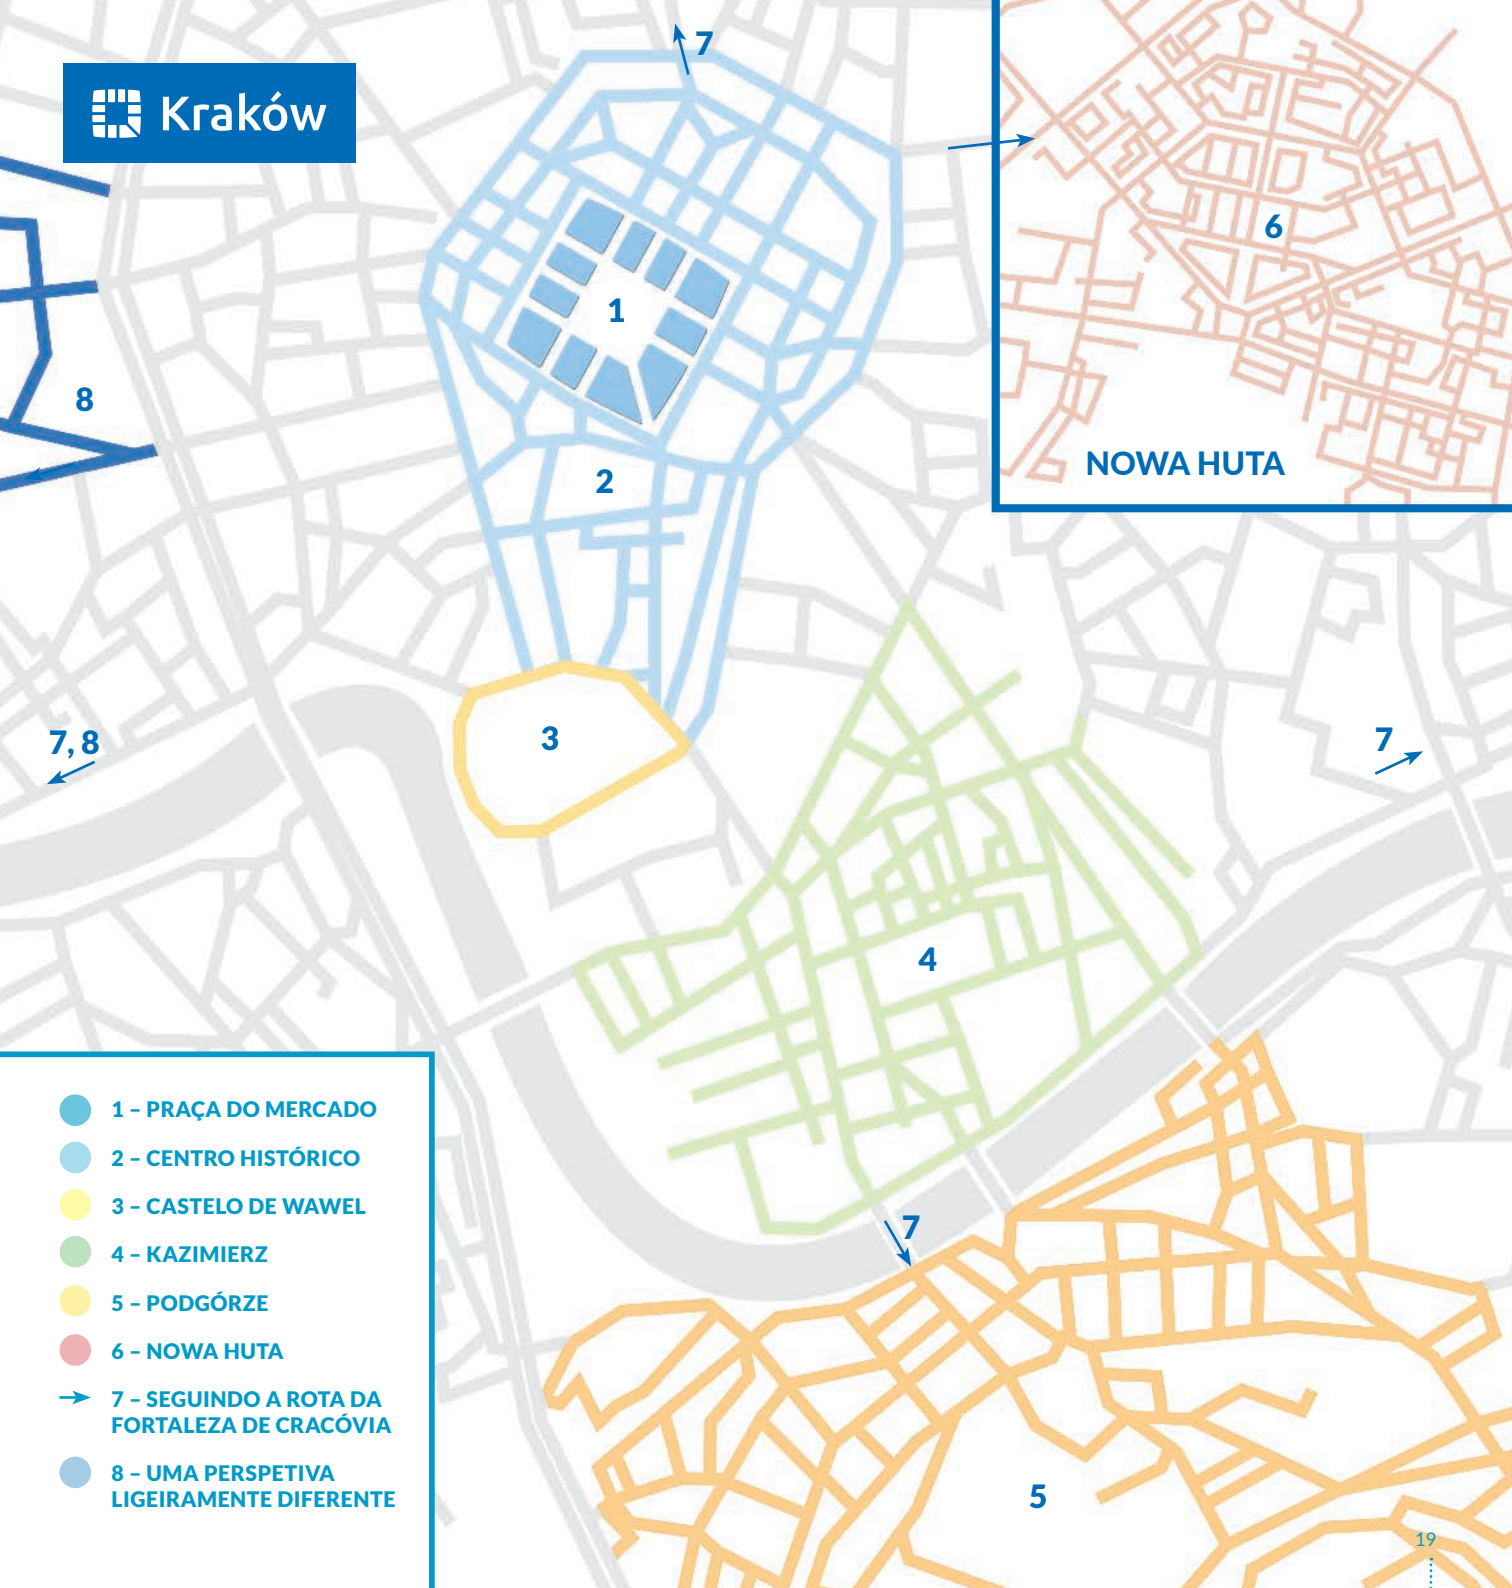 7
Kraków
6
1
8
NOWA HUTA
2
3
7, 8
7
4
7
1 – PRAÇA DO MERCADO
2 – CENTRO HISTÓRICO
3 – CASTELO DE WAWEL
4 – KAZIMIERZ
5 – PODGÓRZE
6 – NOWA HUTA
7 – SEGUINDO A ROTA DA
FORTALEZA DE CRACÓVIA
8 – UMA PERSPETIVA
LIGEIRAMENTE DIFERENTE
5
19